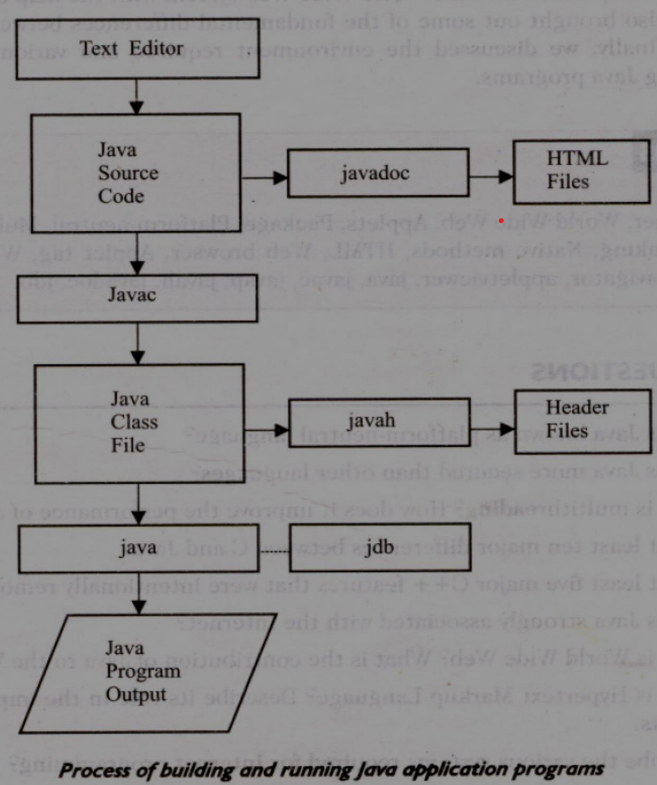 Text Editor
Java
Source
Code
javadoc
HTML
Files
Javac
Java
Class
File
javah
Header
Files
java
jdb
Java
Program
Output
Process of building and running Java application programs